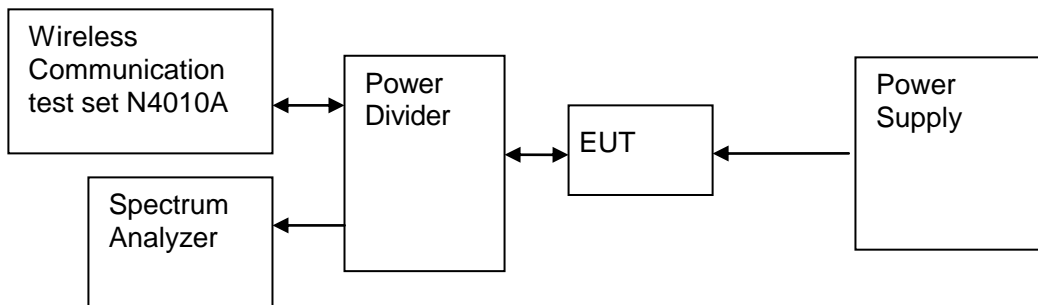 Wireless
Communication
test set N4010A
Power
Divider
EUT
Power
Supply
Spectrum
Analyzer